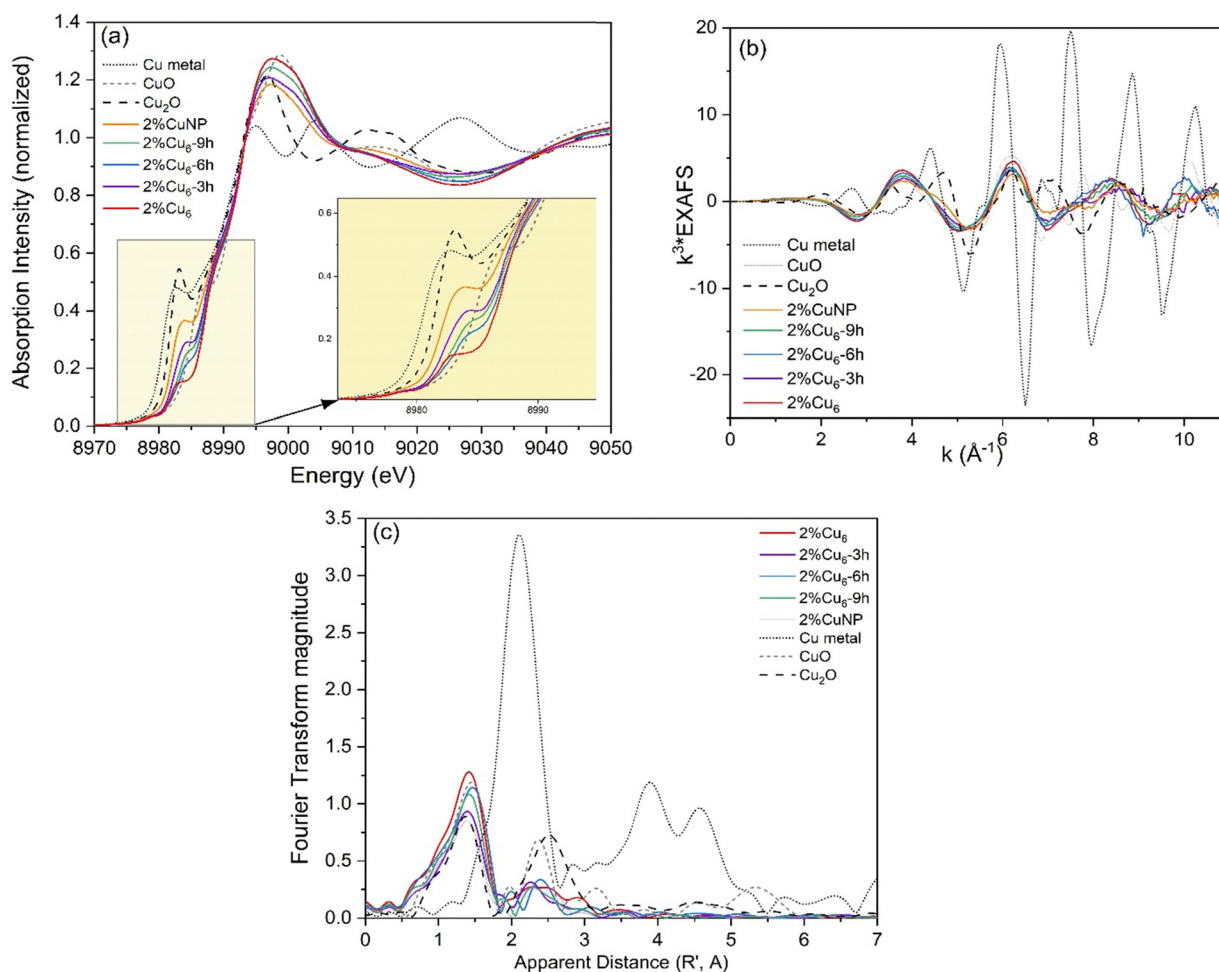 (a)
Absorption Intensity (normalized)
1.4
1.2
1.0
0.8
0.6
0.4
0.2
0.0
Cu metal
CuO
Cu₂O
2%CuNP
2%Cu₆-9h
2%Cu₆-6h
2%Cu₆-3h
2%Cu₆
0.6
0.4
0.2
8980 8990
8970 8980 8990 9000 9010 9020 9030 9040 9050
Energy (eV)
(b)
k³*EXAFS
20
10
0
-10
-20
Cu metal
CuO
Cu₂O
2%CuNP
2%Cu₆-9h
2%Cu₆-6h
2%Cu₆-3h
2%Cu₆
0 2 4 6 8 10
k (Å⁻¹)
(c)
Fourier Transform magnitude
3.5
3.0
2.5
2.0
1.5
1.0
0.5
0.0
2%Cu₆
2%Cu₆-3h
2%Cu₆-6h
2%Cu₆-9h
2%CuNP
Cu metal
CuO
Cu₂O
0 1 2 3 4 5 6 7
Apparent Distance (R', A)